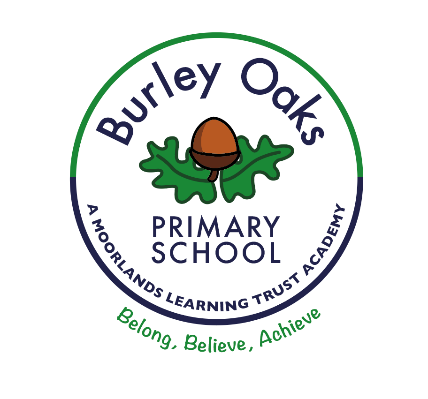 Burley Oaks
PRIMARY
SCHOOL
A MOORLANDS LEARNING TRUST ACADEMY
Belong, Believe, Achieve